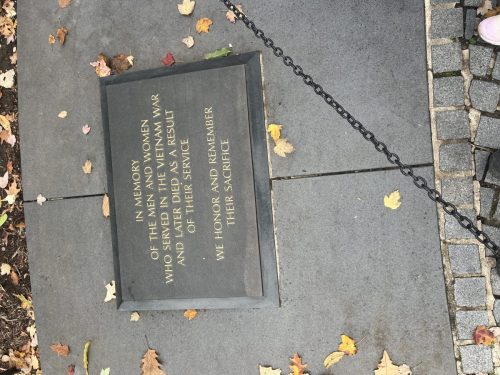 IN MEMORY
OF THE MEN AND WOMEN
WHO SERVED IN THE VIETNAM WAR
AND LATER DIED AS A RESULT
OF THEIR SERVICE
WE HONOR AND REMEMBER
THEIR SACRIFICE